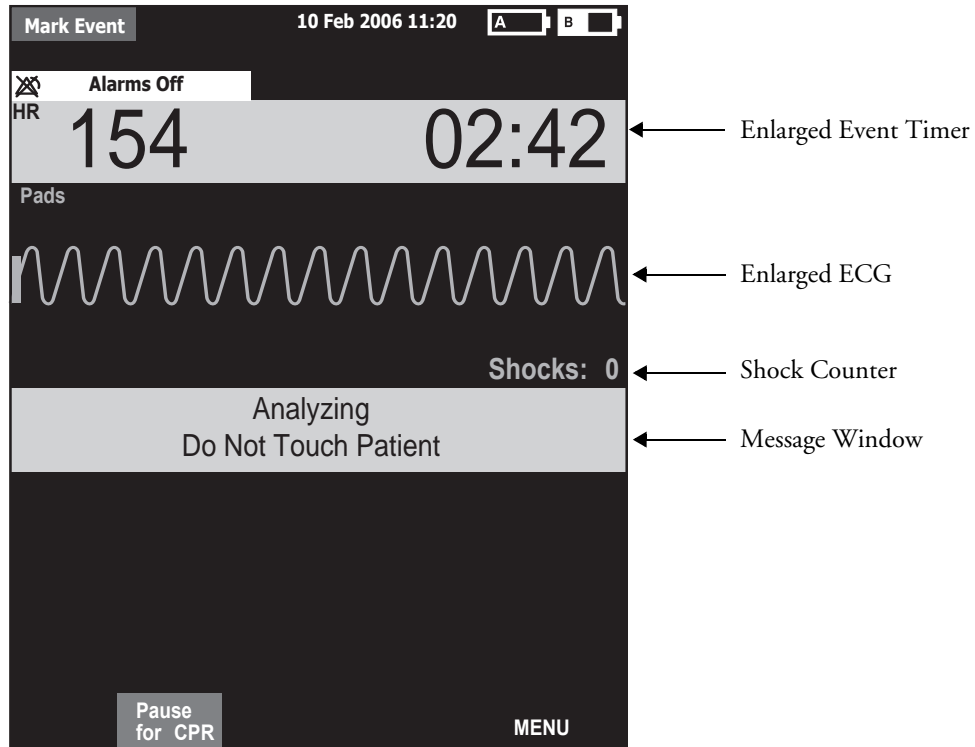 Mark Event 10 Feb 2006 11:20 A B
Alarms Off
HR 154 02:42 Enlarged Event Timer
Pads
Enlarged ECG
Shocks: 0 Shock Counter
Analyzing
Do Not Touch Patient Message Window
Pause
for CPR MENU